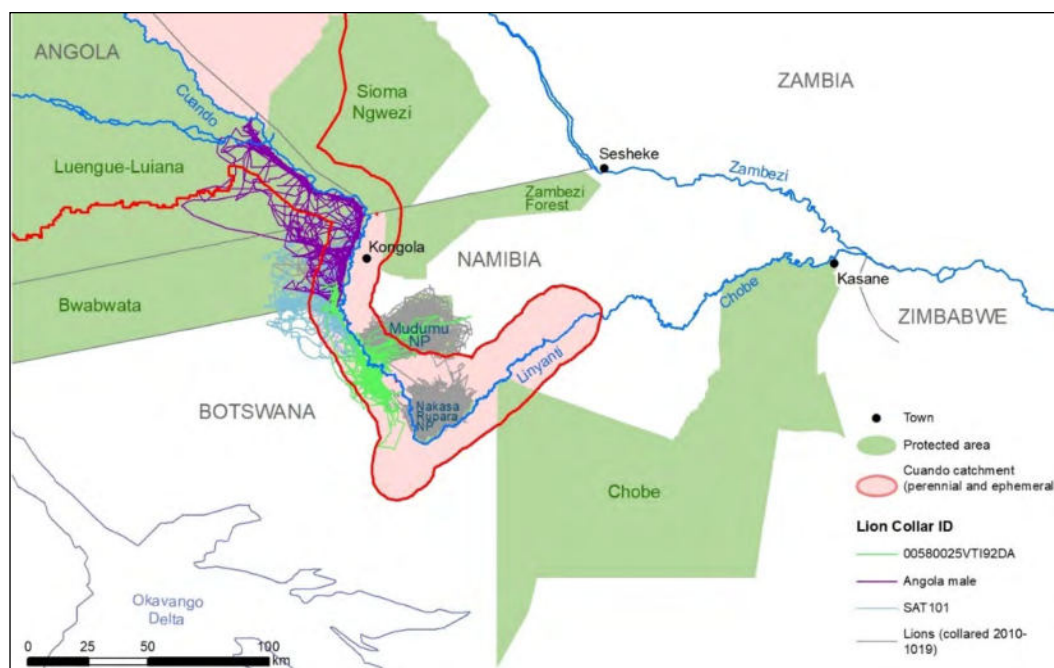 ANGOLA
ZAMBIA
Cuando
Sioma
Ngwezi
Luengue-Luiana
Sesheke
Zambezi
Zambezi
Forest
Kongola
NAMIBIA
Kasane
Chobe
Bwabwata
ZIMBABWE
Mudumu
NP
Linyanti
BOTSWANA
Nakasa
Rupara
NP
Chobe
Okavango
Delta
0 25 50 100
km
Town
Protected area
Cuando catchment
(perennial and ephemeral
Lion Collar ID
00580025VTI92DA
Angola male
SAT101
Lions (collared 2010-
1019)